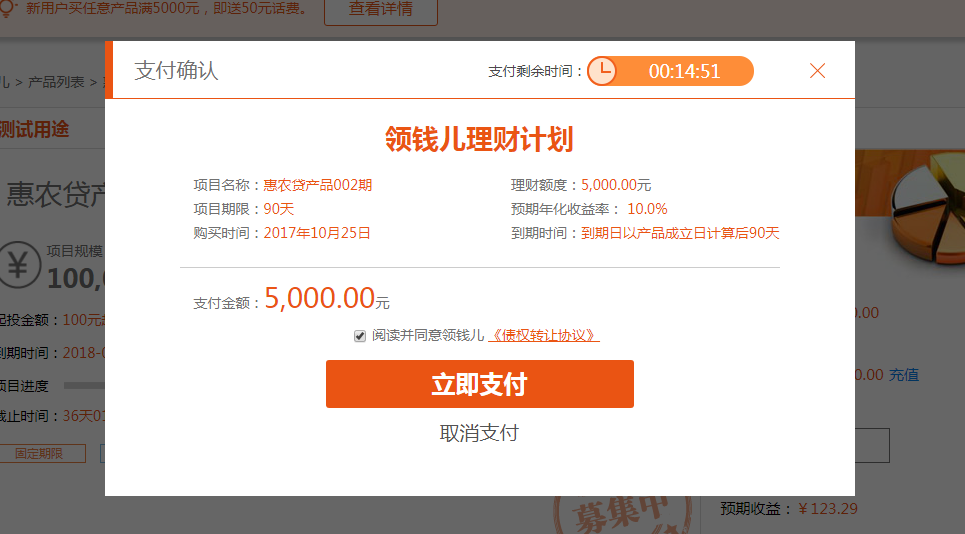 新用户买任意产品满5000元，即送50元话费。 查看详情
支付确认 支付剩余时间： 00:14:51
儿 > 产品列表 >
测试用途
领钱儿理财计划
惠农贷产
项目名称：惠农贷产品002期 理财额度：5,000.00元
项目期限：90天 预期年化收益率： 10.0%
购买时间：2017年10月25日 到期时间：到期日以产品成立日计算后90天
项目规模
¥ 100,
支付金额：5,000.00元
起投金额：100元
阅读并同意领钱儿 《债权转让协议》
到期时间：2018-
立即支付
0.00 充值
项目进度
截止时间：36天0
取消支付
固定期限
募集中
预期收益：￥123.29